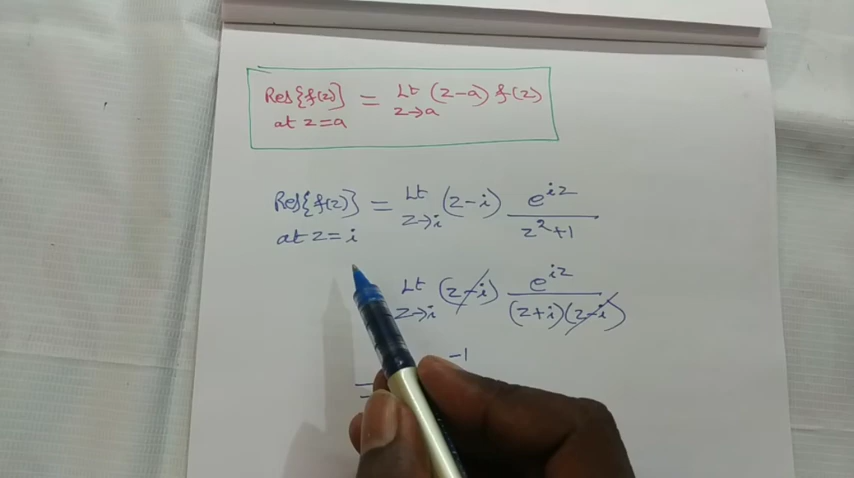 Res{f(z)} = Lt (z-a) f(z)
at z=a z→a
Res{f(z)} = Lt (z-i) e^{iz}
at z=i z→i z²+1
Lt (z-i) e^{iz}
z→i (z+i)(z-i)
-1
=